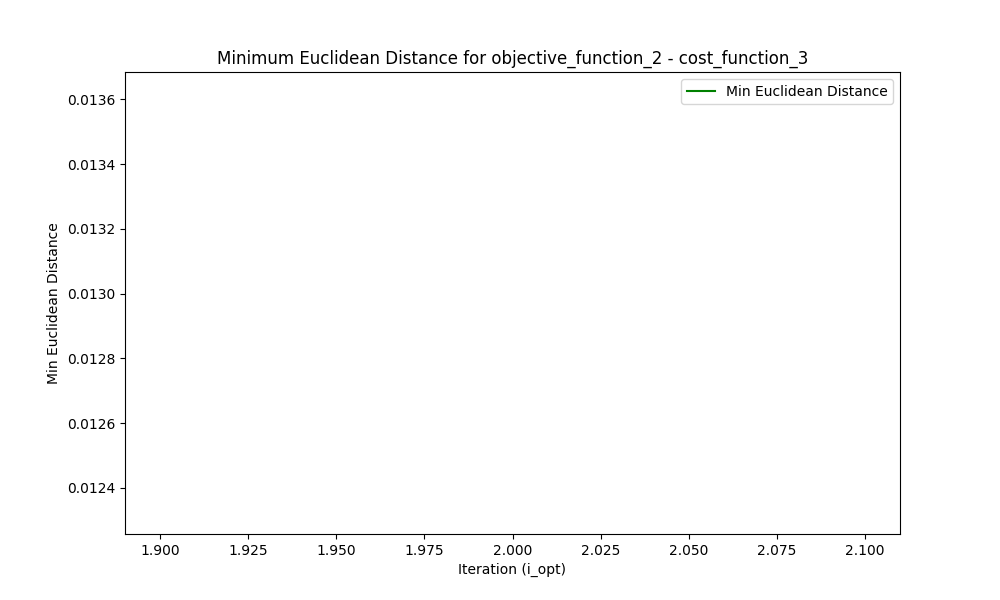 Minimum Euclidean Distance for objective_function_2 - cost_function_3
Min Euclidean Distance
0.0136
0.0134
0.0132
0.0130
0.0128
0.0126
0.0124
Min Euclidean Distance
1.900 1.925 1.950 1.975 2.000 2.025 2.050 2.075 2.100
Iteration (i_opt)